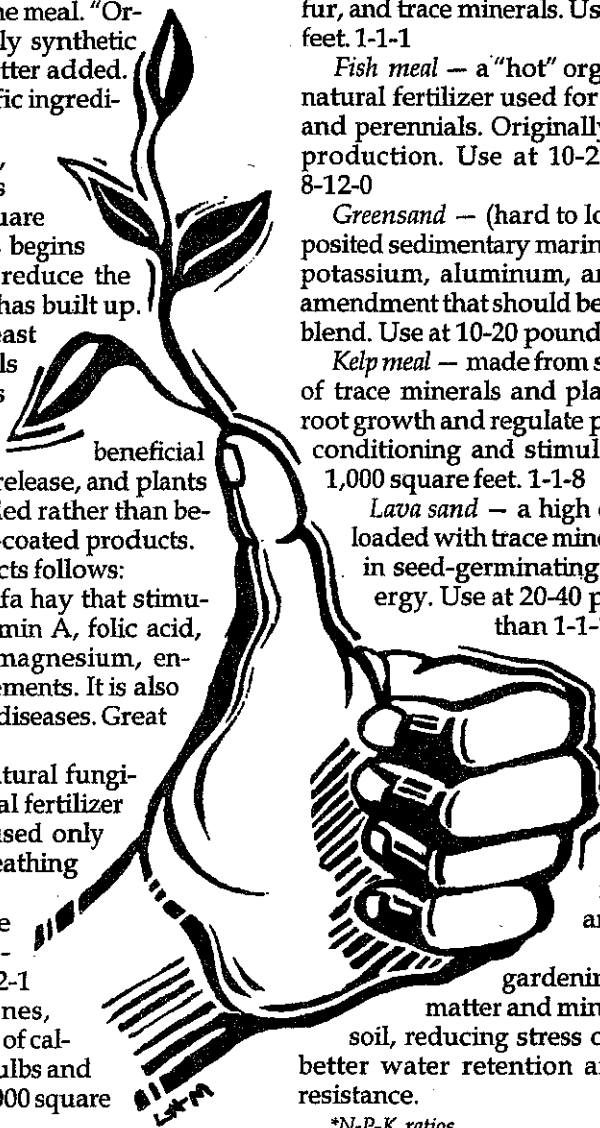 he meal. "Or-
ly synthetic
tter added.
fic ingredi-
s
uare
begins
reduce the
has built up.
east
ls
s
beneficial
release, and plants
ed rather than be-
-coated products.
cts follows:
fa hay that stimu-
min A, folic acid,
magnesium, en-
ements. It is also
diseases. Great
tural fungi-
al fertilizer
used only
eathing
e
-
2-1
nes,
of cal-
ulbs and
000 square
L+M
fur, and trace minerals. Us
feet. 1-1-1
Fish meal — a "hot" org
natural fertilizer used for
and perennials. Originally
production. Use at 10-2
8-12-0
Greensand — (hard to lo
posited sedimentary marin
potassium, aluminum, an
amendment that should be
blend. Use at 10-20 pound
Kelp meal — made from s
of trace minerals and pla
root growth and regulate p
conditioning and stimul
1,000 square feet. 1-1-8
Lava sand — a high
loaded with trace mine
in seed-germinating
ergy. Use at 20-40 p
than 1-1-
an
gardening
matter and min
soil, reducing stress o
better water retention a
resistance.
*N-P-K ratios